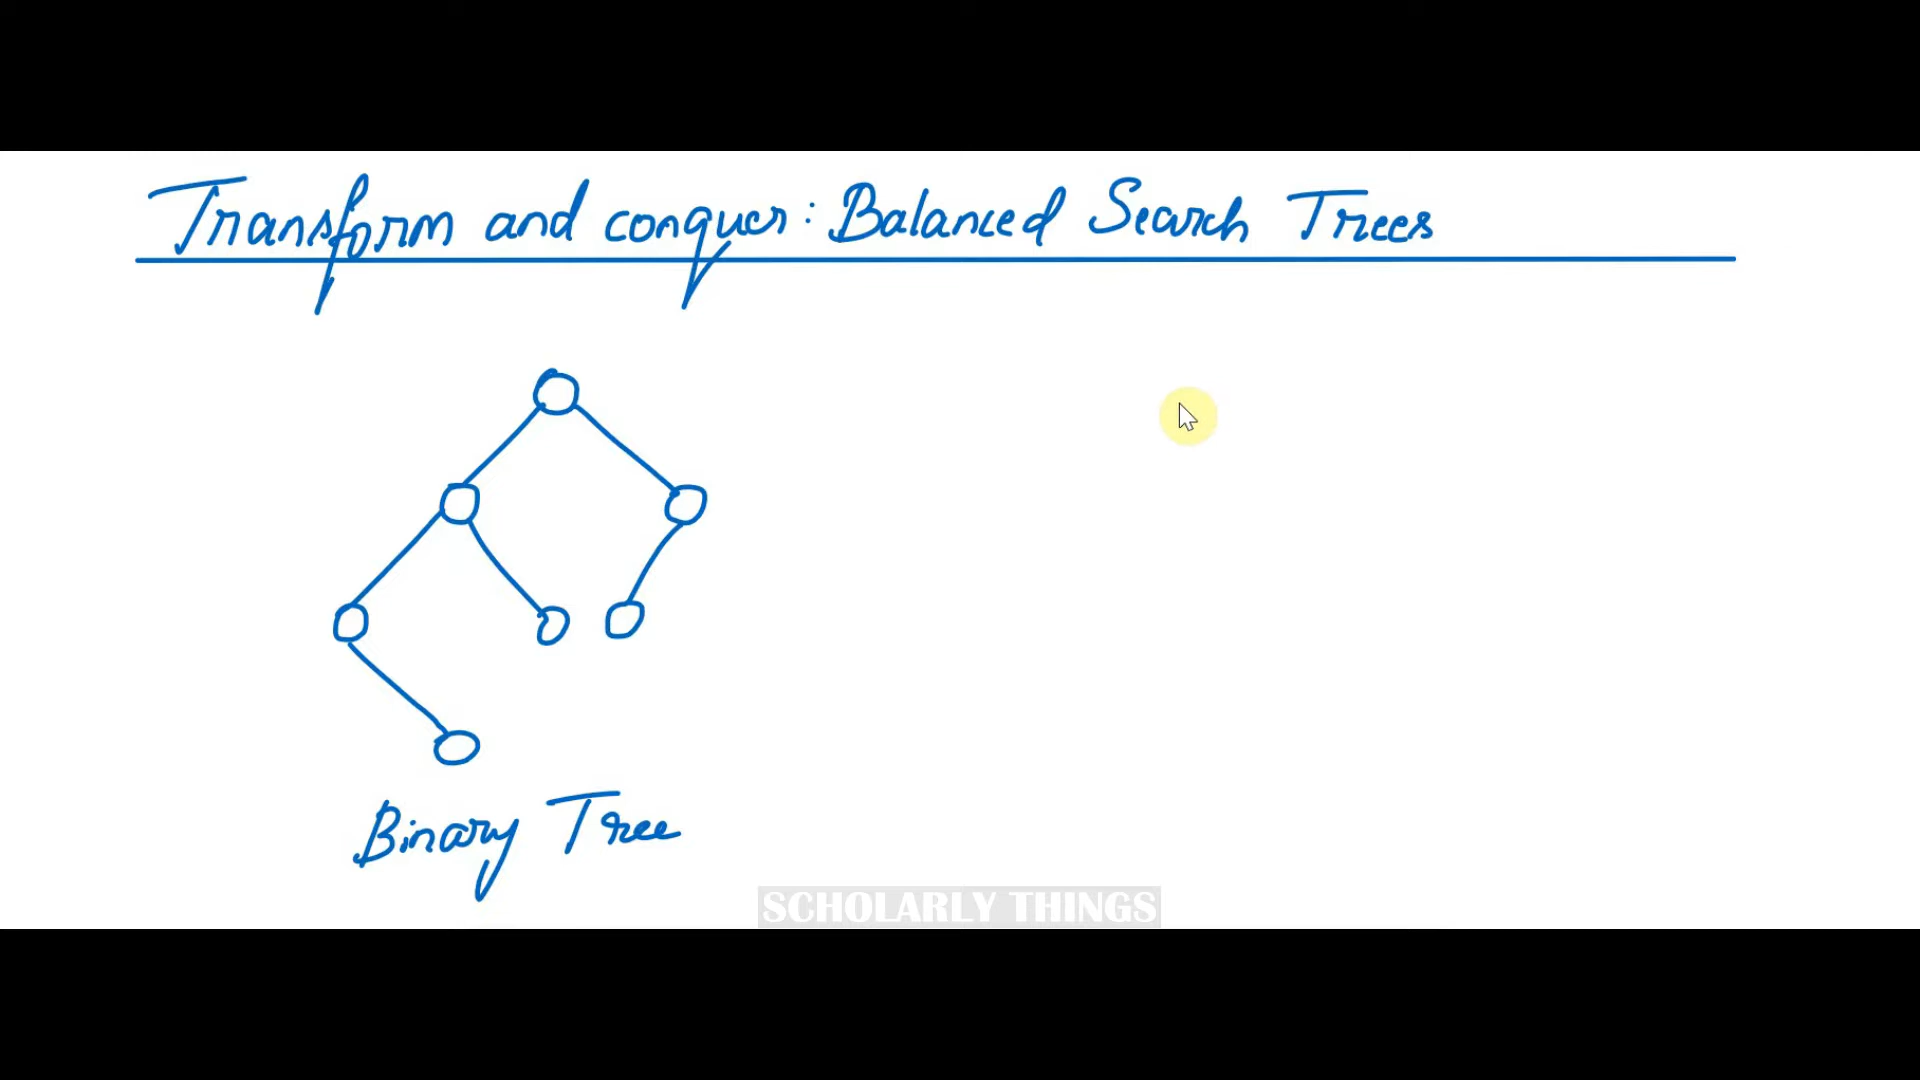 Transform and conquer: Balanced Search Trees
Binary Tree
SCHOLARLY THINGS